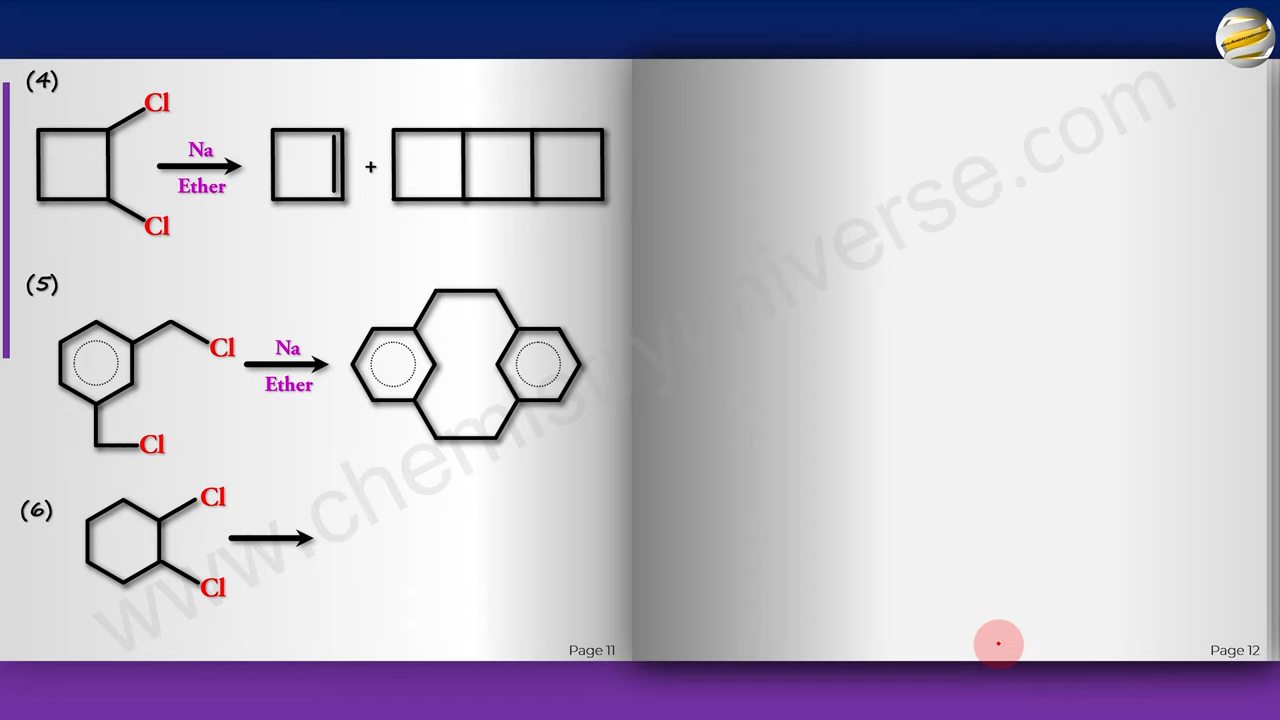 (4)
Cl
Na
Ether
+
Cl
(5)
Cl
Na
Ether
Cl
(6)
Cl
Cl
Page 11
Page 12
www.chemistryuniverse.com